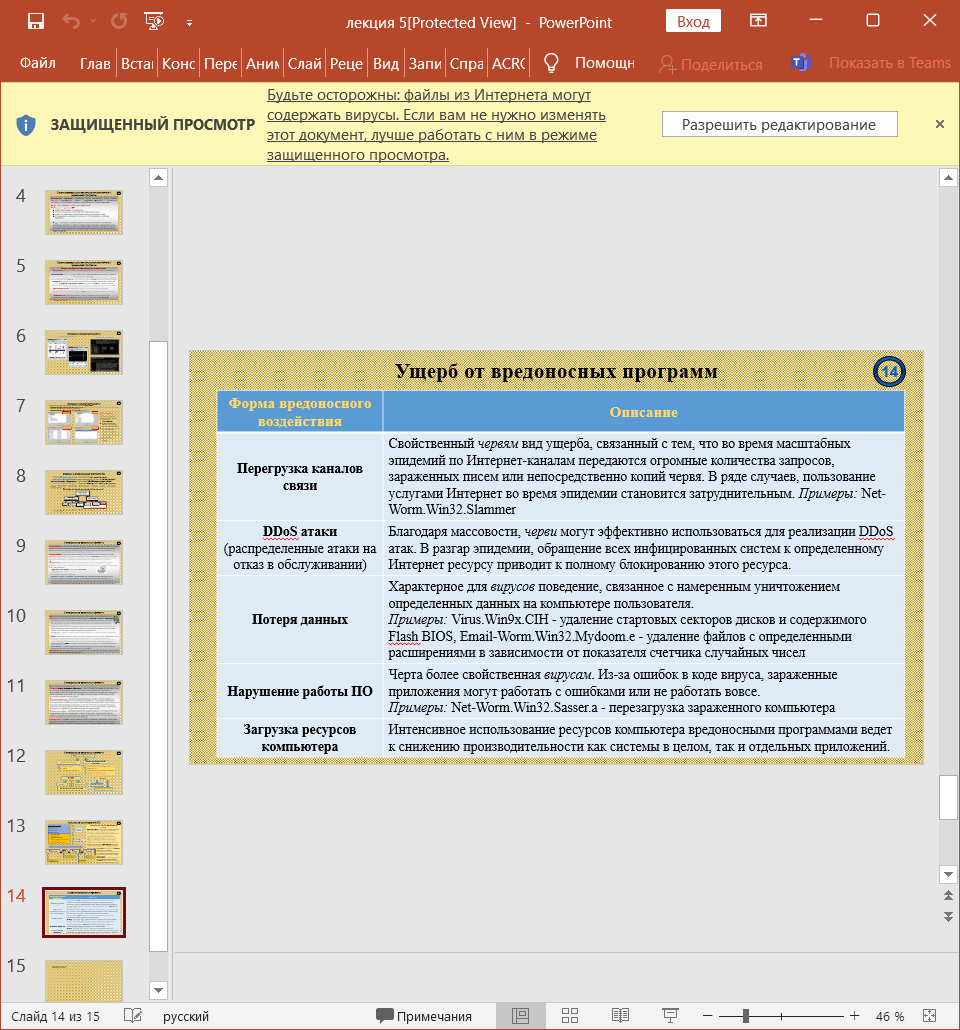 лекция 5[Protected View] - PowerPoint
Вход
Файл
Глав
Встав
Конс
Пере
Аним
Слай
Реце
Вид
Запи
Спра
ACRO
Помощн
Поделиться
Показать в Teams
ЗАЩИЩЕННЫЙ ПРОСМОТР
Будьте осторожны: файлы из Интернета могут
содержать вирусы. Если вам не нужно изменять
этот документ, лучше работать с ним в режиме
защищенного просмотра.
Разрешить редактирование
4
5
6
7
8
9
10
11
12
13
14
15
Ущерб от вредоносных программ
14
Форма вредоносного
воздействия
Описание
Перегрузка каналов
связи
Свойственный червям вид ущерба, связанный с тем, что во время масштабных
эпидемий по Интернет-каналам передаются огромные количества запросов,
зараженных писем или непосредственно копий червя. В ряде случаев, пользование
услугами Интернет во время эпидемии становится затруднительным. Примеры: Net-
Worm.Win32.Slammer
DDoS атаки
(распределенные атаки на
отказ в обслуживании)
Благодаря массовости, черви могут эффективно использоваться для реализации DDoS
атак. В разгар эпидемии, обращение всех инфицированных систем к определенному
Интернет ресурсу приводит к полному блокированию этого ресурса.
Потеря данных
Характерное для вирусов поведение, связанное с намеренным уничтожением
определенных данных на компьютере пользователя.
Примеры: Virus.Win9x.CIH - удаление стартовых секторов дисков и содержимого
Flash BIOS, Email-Worm.Win32.Mydoom.e - удаление файлов с определенными
расширениями в зависимости от показателя счетчика случайных чисел
Нарушение работы ПО
Черта более свойственная вирусам. Из-за ошибок в коде вируса, зараженные
приложения могут работать с ошибками или не работать вовсе.
Примеры: Net-Worm.Win32.Sasser.a - перезагрузка зараженного компьютера
Загрузка ресурсов
компьютера
Интенсивное использование ресурсов компьютера вредоносными программами ведет
к снижению производительности как системы в целом, так и отдельных приложений.
Слайд 14 из 15
русский
Примечания
46 %